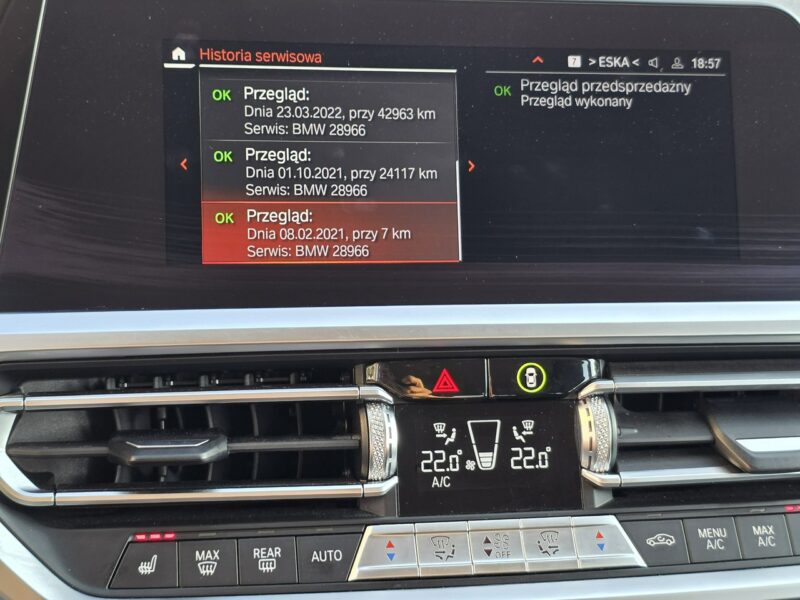 Historia serwisowa
7 >ESKA< 18:57
OK Przegląd:
Dnia 23.03.2022, przy 42963 km
Serwis: BMW 28966
OK Przegląd:
Dnia 01.10.2021, przy 24117 km
Serwis: BMW 28966
OK Przegląd:
Dnia 08.02.2021, przy 7 km
Serwis: BMW 28966
OK Przegląd przedsprzedażny
Przegląd wykonany
22.0 22.0
A/C
MAX
REAR
AUTO
OFF
MENU
A/C
MAX
A/C